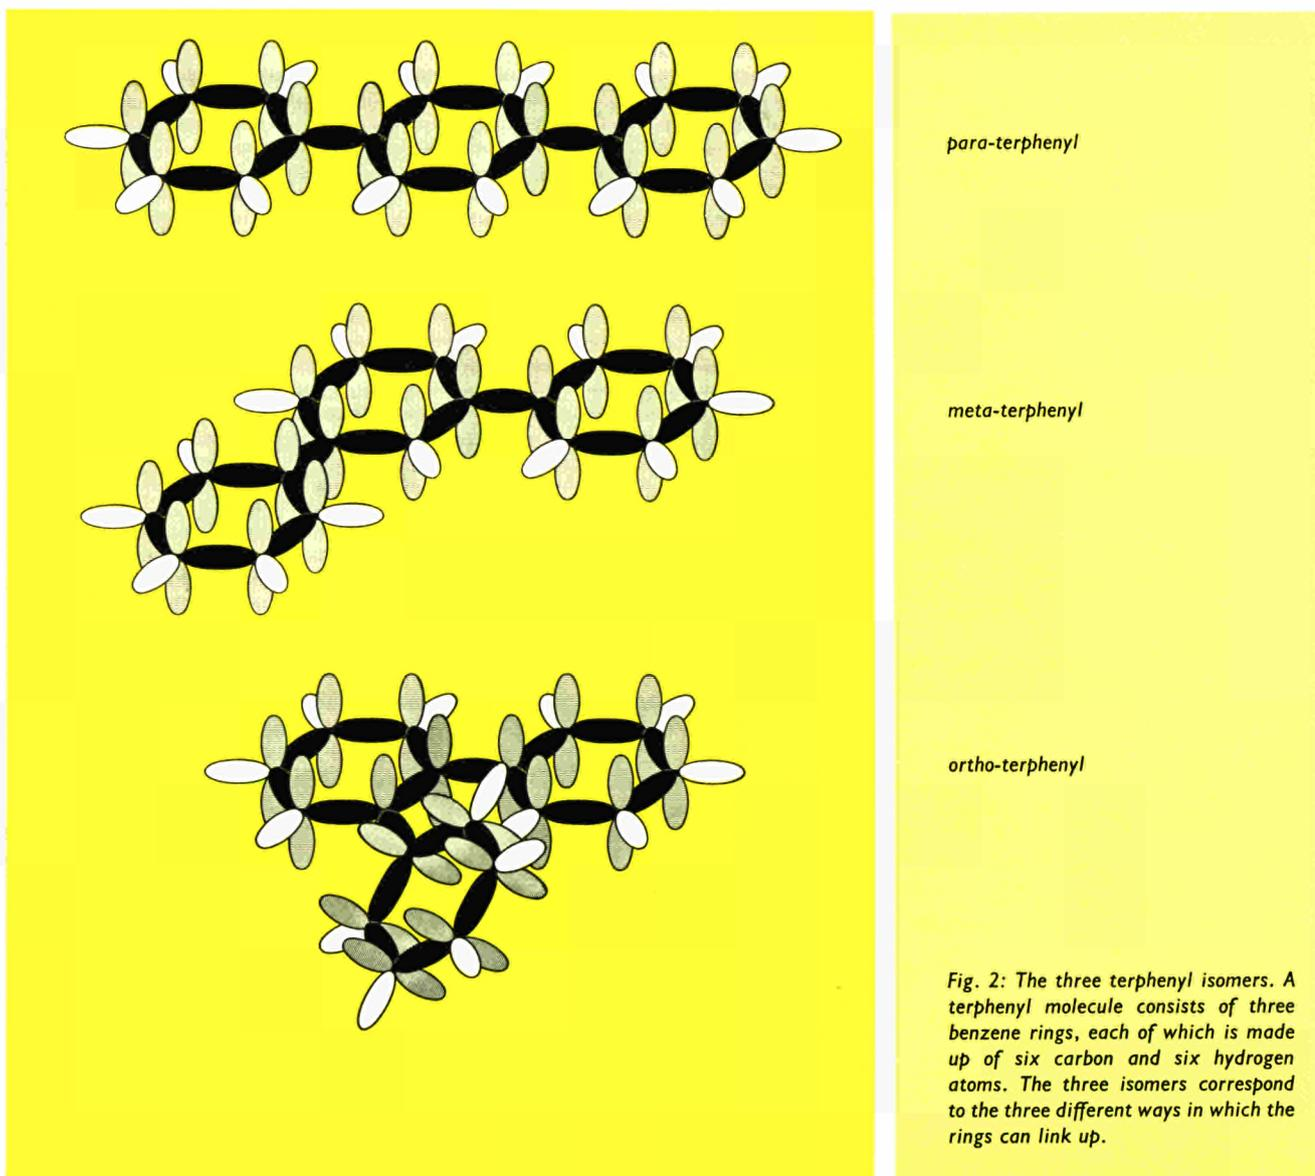 para-terphenyl
meta-terphenyl
ortho-terphenyl
Fig. 2: The three terphenyl isomers. A
terphenyl molecule consists of three
benzene rings, each of which is made
up of six carbon and six hydrogen
atoms. The three isomers correspond
to the three different ways in which the
rings can link up.